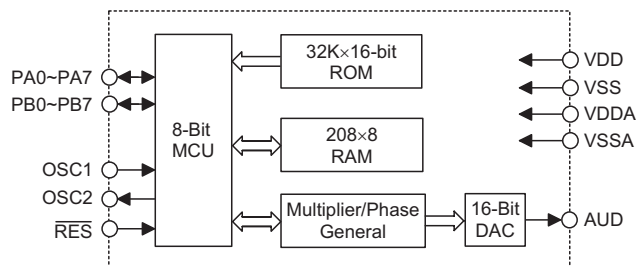 PA0~PA7
PB0~PB7
OSC1
OSC2
RES
8-Bit
MCU
32K×16-bit
ROM
208×8
RAM
Multiplier/Phase
General
16-Bit
DAC
VDD
VSS
VDDA
VSSA
AUD